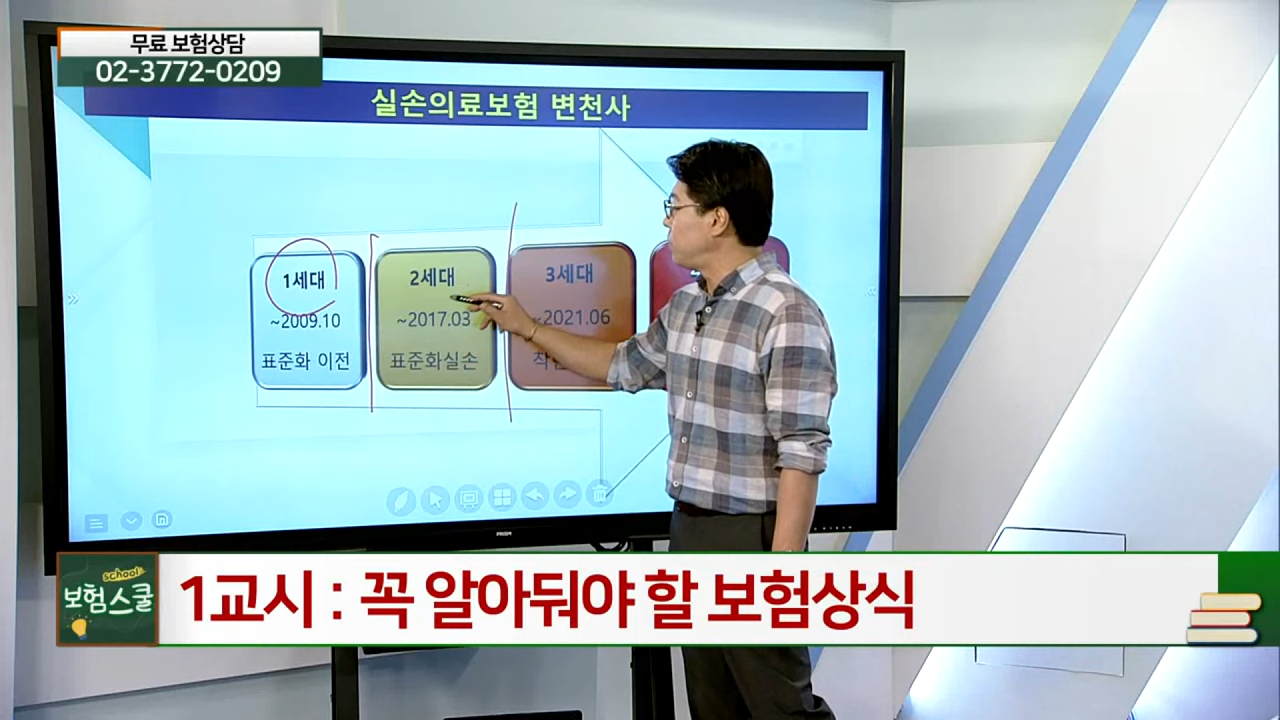 무료 보험상담
02-3772-0209
실손의료보험 변천사
1세대
~2009.10
표준화 이전
2세대
~2017.03
표준화실손
3세대
~2021.06
PRISM
school
보험스쿨
1교시 : 꼭 알아둬야 할 보험상식